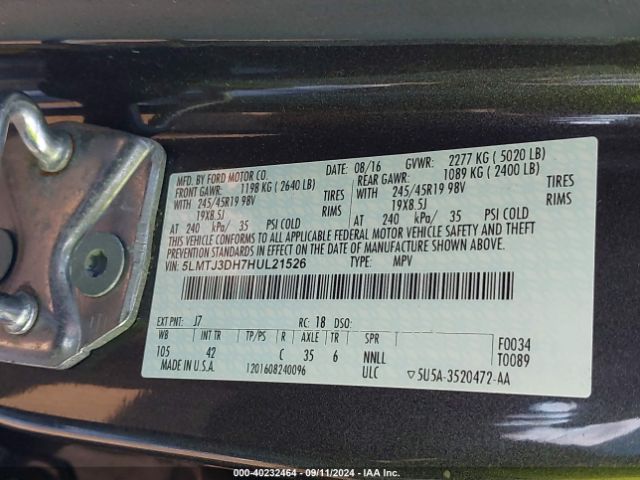 MFD. BY FORD MOTOR CO. 08/16 GVWR: 2277 KG ( 5020 LB)
FRONT GAWR: 1198 KG ( 2640 LB) REAR GAWR: 1089 KG ( 2400 LB)
WITH 245/45R19 98V TIRES WITH 245/45R19 98V TIRES
19X8.5J RIMS 19X8.5J RIMS
AT 240 kPa/ 35 PSI COLD AT 240 kPa/ 35 PSI COLD
THIS VEHICLE CONFORMS TO ALL APPLICABLE FEDERAL MOTOR VEHICLE SAFETY AND THEFT
PREVENTION STANDARDS IN EFFECT ON THE DATE OF MANUFACTURE SHOWN ABOVE.
VIN: 5LMTJ3DH7HUL21526 TYPE: MPV
EXT PNT: J7 RC: 18 DSO:
WB INT TR TP/PS R AXLE TR SPR F0034
105 42 C 35 6 NNLL T0089
MADE IN U.S.A. 1201608240096 ULC ▽5U5A-3520472-AA
000-40232464 - 09/11/2024 - IAA Inc.